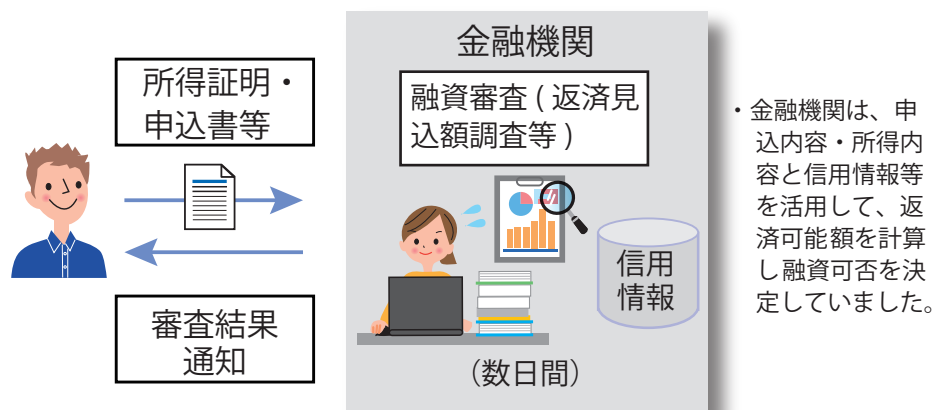 金融機関
所得証明・
申込書等
融資審査 ( 返済見
込額調査等 )
信用
情報
(数日間)
審査結果
通知
・金融機関は、申
込内容・所得内
容と信用情報等
を活用して、返
済可能額を計算
し融資可否を決
定していました。